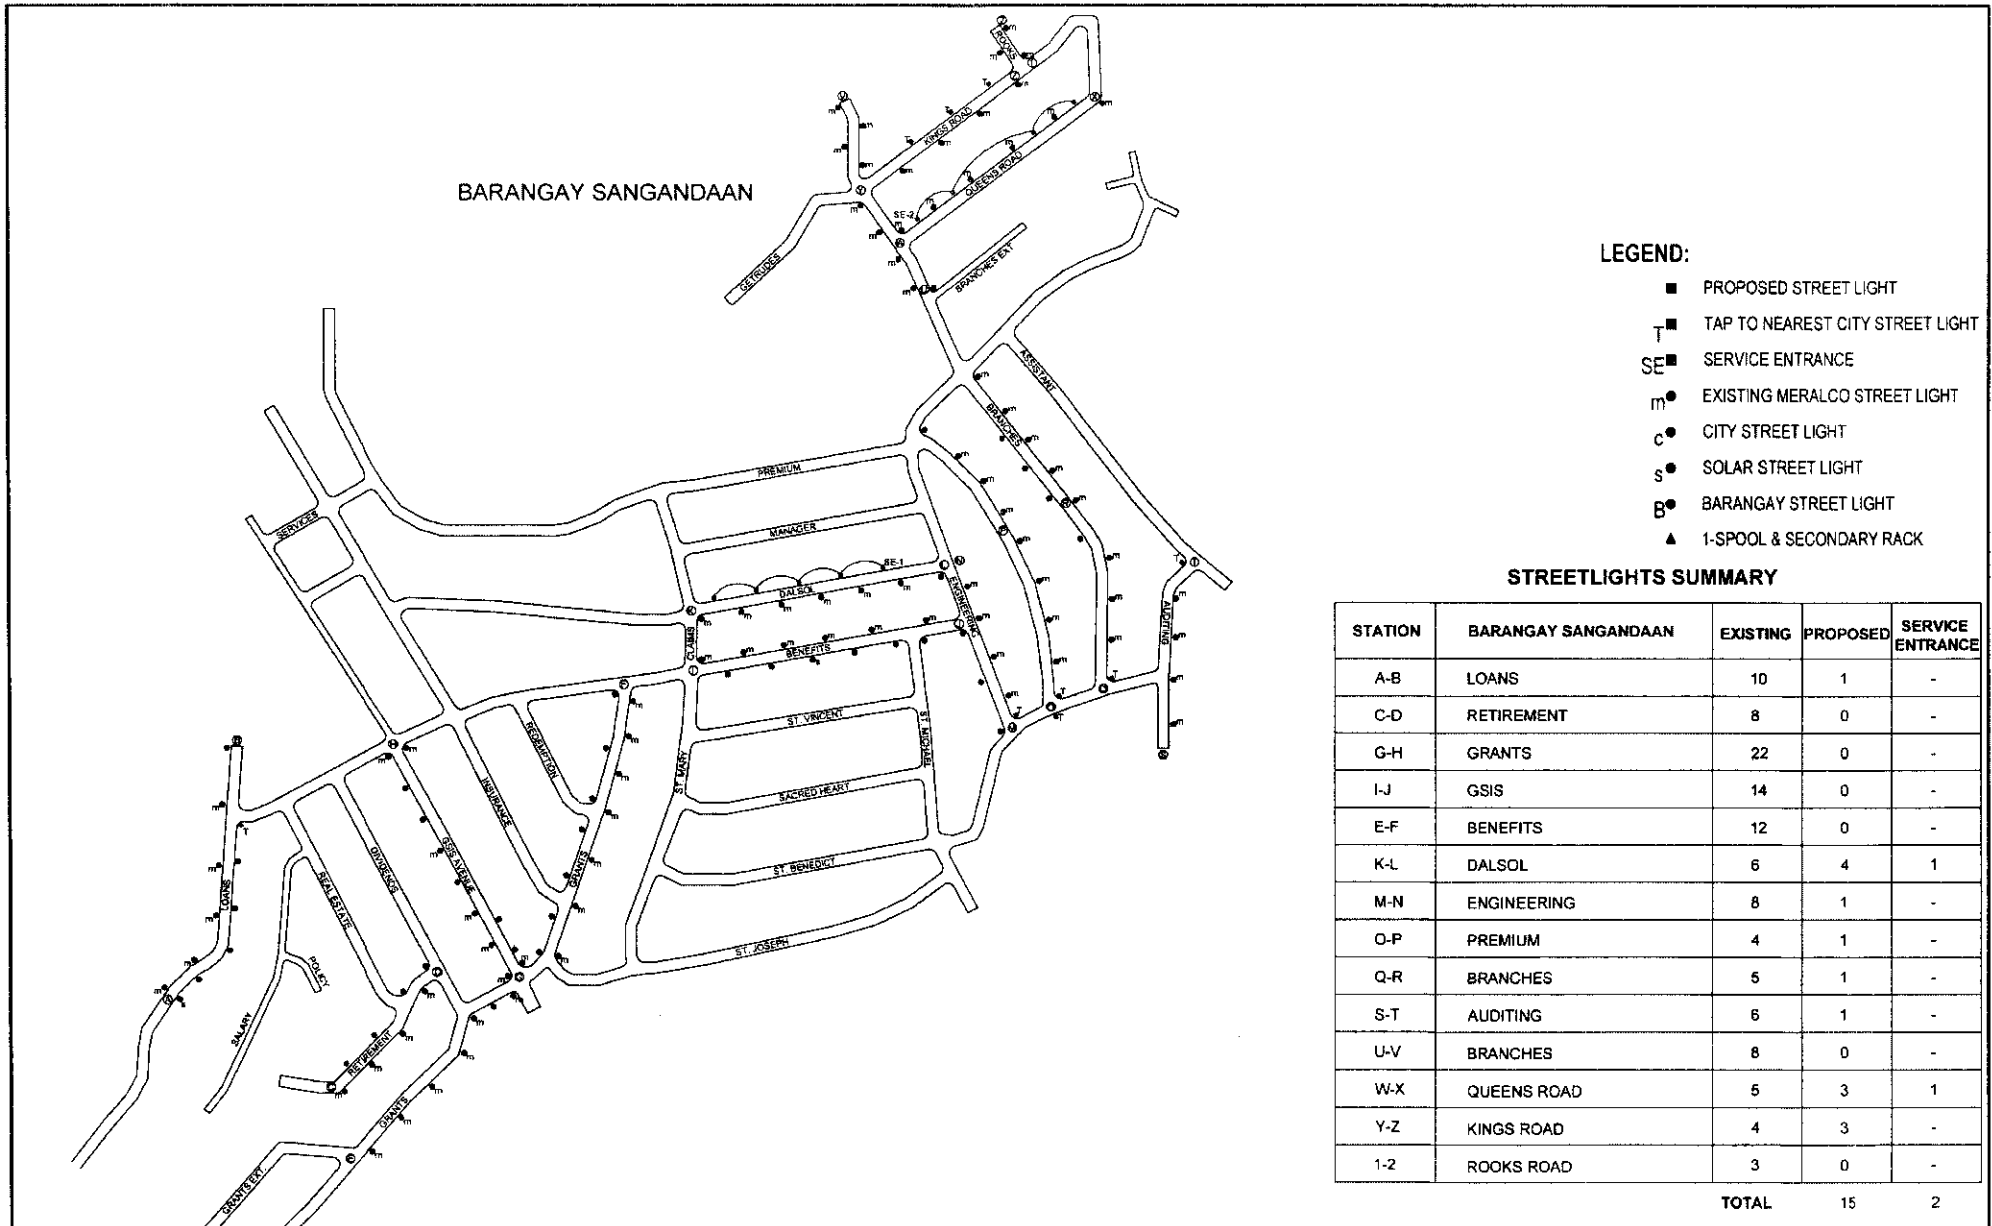 BARANGAY SANGANDAAN
ROOKS
KINGS ROAD
QUEENS ROAD
SE-2
GETRUDES
BRANCHES EXT
ASSISTANT
BRANCHES
PREMIUM
MANAGER
SERVICES
SE-1
DALSOL
ENGINEERING
AUDITING
CLAIMS
BENEFITS
ST. VINCENT
ST. MICHAEL
REDEMPTION
ST. MARY
SACRED HEART
INSURANCE
GSIS AVENUE
DIVIDENDS
REAL ESTATE
GRANTS
ST. BENEDICT
LOANS
ST. JOSEPH
POLICY
SALARY
RETIREMENT
GRANTS
GRANTS EXT.
LEGEND:
PROPOSED STREET LIGHT
T TAP TO NEAREST CITY STREET LIGHT
SE SERVICE ENTRANCE
m EXISTING MERALCO STREET LIGHT
c CITY STREET LIGHT
s SOLAR STREET LIGHT
B BARANGAY STREET LIGHT
1-SPOOL & SECONDARY RACK
STREETLIGHTS SUMMARY
STATION BARANGAY SANGANDAAN EXISTING PROPOSED SERVICE ENTRANCE
A-B LOANS 10 1 -
C-D RETIREMENT 8 0 -
G-H GRANTS 22 0 -
I-J GSIS 14 0 -
E-F BENEFITS 12 0 -
K-L DALSOL 6 4 1
M-N ENGINEERING 8 1 -
O-P PREMIUM 4 1 -
Q-R BRANCHES 5 1 -
S-T AUDITING 6 1 -
U-V BRANCHES 8 0 -
W-X QUEENS ROAD 5 3 1
Y-Z KINGS ROAD 4 3 -
1-2 ROOKS ROAD 3 0 -
TOTAL 15 2